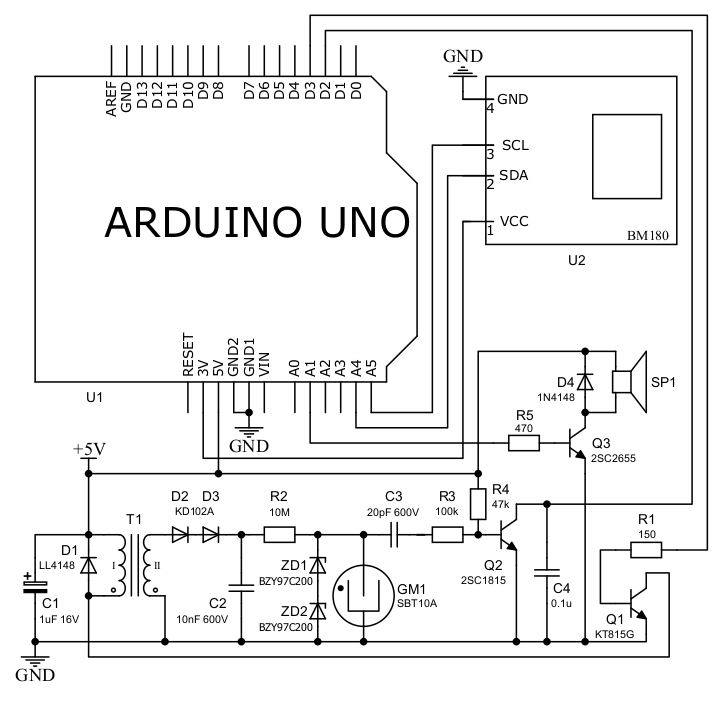 AREF GND D13 D12 D11 D10 D9 D8 D7 D6 D5 D4 D3 D2 D1 D0
GND
GND
4
SCL
3
SDA
2
VCC
1
BM180
U2
ARDUINO UNO
RESET 3V 5V GND2 GND1 VIN A0 A1 A2 A3 A4 A5
U1
GND
D4
1N4148
SP1
R5
470
Q3
2SC2655
+5V
D2 D3
KD102A
R2
10M
C3
20pF 600V
R3
100k
R4
47k
T1
I
II
D1
LL4148
+
C1
1uF 16V
C2
10nF 600V
ZD1
BZY97C200
ZD2
BZY97C200
GM1
SBT10A
Q2
2SC1815
C4
0.1u
R1
150
Q1
KT815G
GND